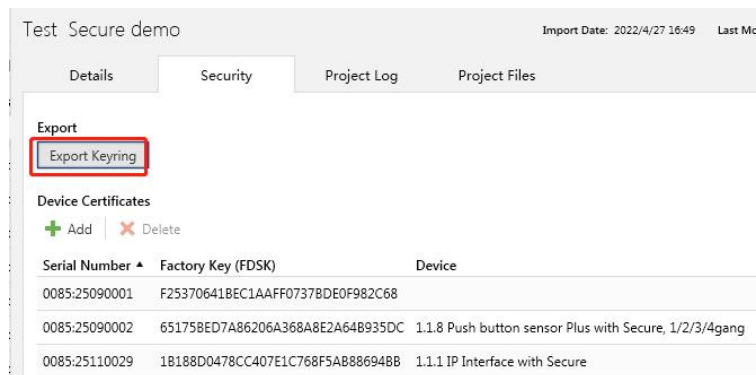 Test Secure demo Import Date: 2022/4/27 16:49 Last Mo
Details Security Project Log Project Files
Export
Export Keyring
Device Certificates
Add Delete
Serial Number Factory Key (FDSK) Device
0085:25090001 F25370641BEC1AAFF0737BDE0F982C68
0085:25090002 65175BED7A86206A368A8E2A64B935DC 1.1.8 Push button sensor Plus with Secure, 1/2/3/4gang
0085:25110029 1B188D0478CC407E1C768F5AB88694BB 1.1.1 IP Interface with Secure